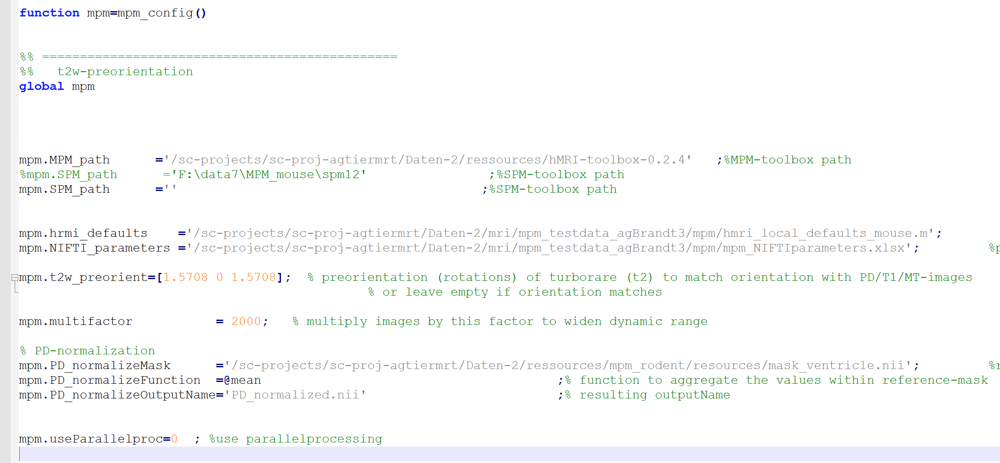 function mpm=mpm_config()
%% ===============================================
%%   t2w-preorientation
global mpm
mpm.MPM_path      ='/sc-projects/sc-proj-agtiermrt/Daten-2/ressources/hMRI-toolbox-0.2.4'   ;%MPM-toolbox path
%mpm.SPM_path      ='F:\data7\MPM_mouse\spm12'                ;%SPM-toolbox path
mpm.SPM_path      =''                                        ;%SPM-toolbox path
mpm.hrmi_defaults    ='/sc-projects/sc-proj-agtiermrt/Daten-2/mri/mpm_testdata_agBrandt3/mpm/hmri_local_defaults_mouse.m';
mpm.NIFTI_parameters ='/sc-projects/sc-proj-agtiermrt/Daten-2/mri/mpm_testdata_agBrandt3/mpm/mpm_NIFTIparameters.xlsx';         %p
mpm.t2w_preorient=[1.5708 0 1.5708];  % preorientation (rotations) of turborare (t2) to match orientation with PD/T1/MT-images
% or leave empty if orientation matches
mpm.multifactor           = 2000;   % multiply images by this factor to widen dynamic range
% PD-normalization
mpm.PD_normalizeMask      ='/sc-projects/sc-proj-agtiermrt/Daten-2/ressources/mpm_rodent/resources/mask_ventricle.nii';         %r
mpm.PD_normalizeFunction  =@mean                                       ;% function to aggregate the values within reference-mask
mpm.PD_normalizeOutputName='PD_normalized.nii'                         ;% resulting outputName
mpm.useParallelproc=0  ; %use parallelprocessing